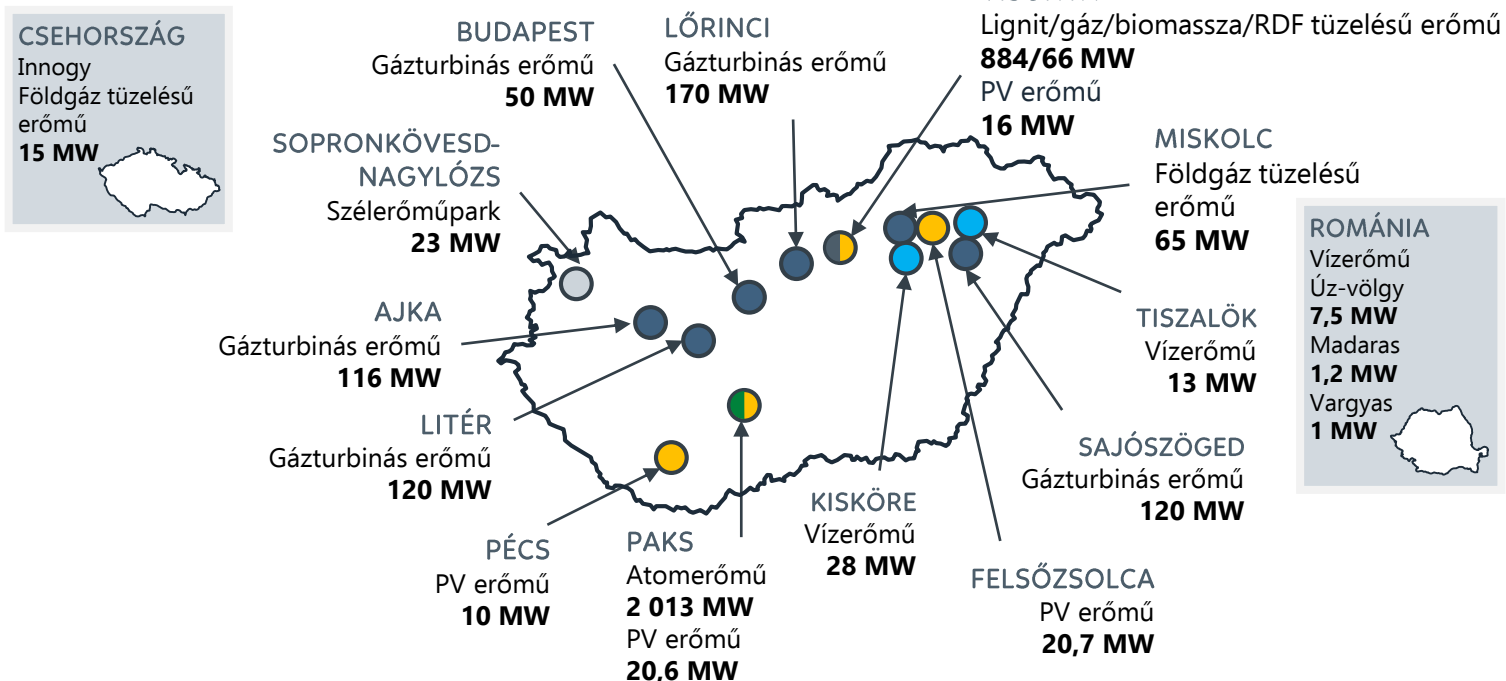 CSEHORSZÁG
Innogy
Földgáz tüzelésű
erőmű
15 MW
BUDAPEST
Gázturbinás erőmű
50 MW
LŐRINCI
Gázturbinás erőmű
170 MW
Lignit/gáz/biomassza/RDF tüzelésű erőmű
884/66 MW
PV erőmű
16 MW
SOPRONKÖVESD-
NAGYLÓZS
Szélerőműpark
23 MW
MISKOLC
Földgáz tüzelésű
erőmű
65 MW
ROMÁNIA
Vízerőmű
Úz-völgy
7,5 MW
Madaras
1,2 MW
Vargyas
1 MW
AJKA
Gázturbinás erőmű
116 MW
TISZALÖK
Vízerőmű
13 MW
LITÉR
Gázturbinás erőmű
120 MW
SAJÓSZÖGED
Gázturbinás erőmű
120 MW
PÉCS
PV erőmű
10 MW
PAKS
Atomerőmű
2 013 MW
PV erőmű
20,6 MW
KISKÖRE
Vízerőmű
28 MW
FELSŐZSOLCA
PV erőmű
20,7 MW